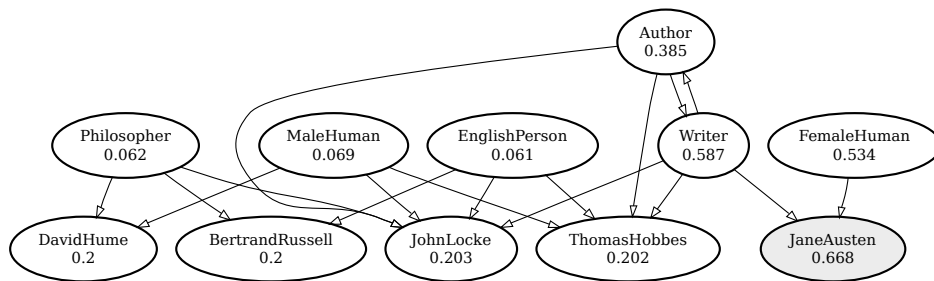 Author
0.385
Philosopher
0.062
MaleHuman
0.069
EnglishPerson
0.061
Writer
0.587
FemaleHuman
0.534
DavidHume
0.2
BertrandRussell
0.2
JohnLocke
0.203
ThomasHobbes
0.202
JaneAusten
0.668